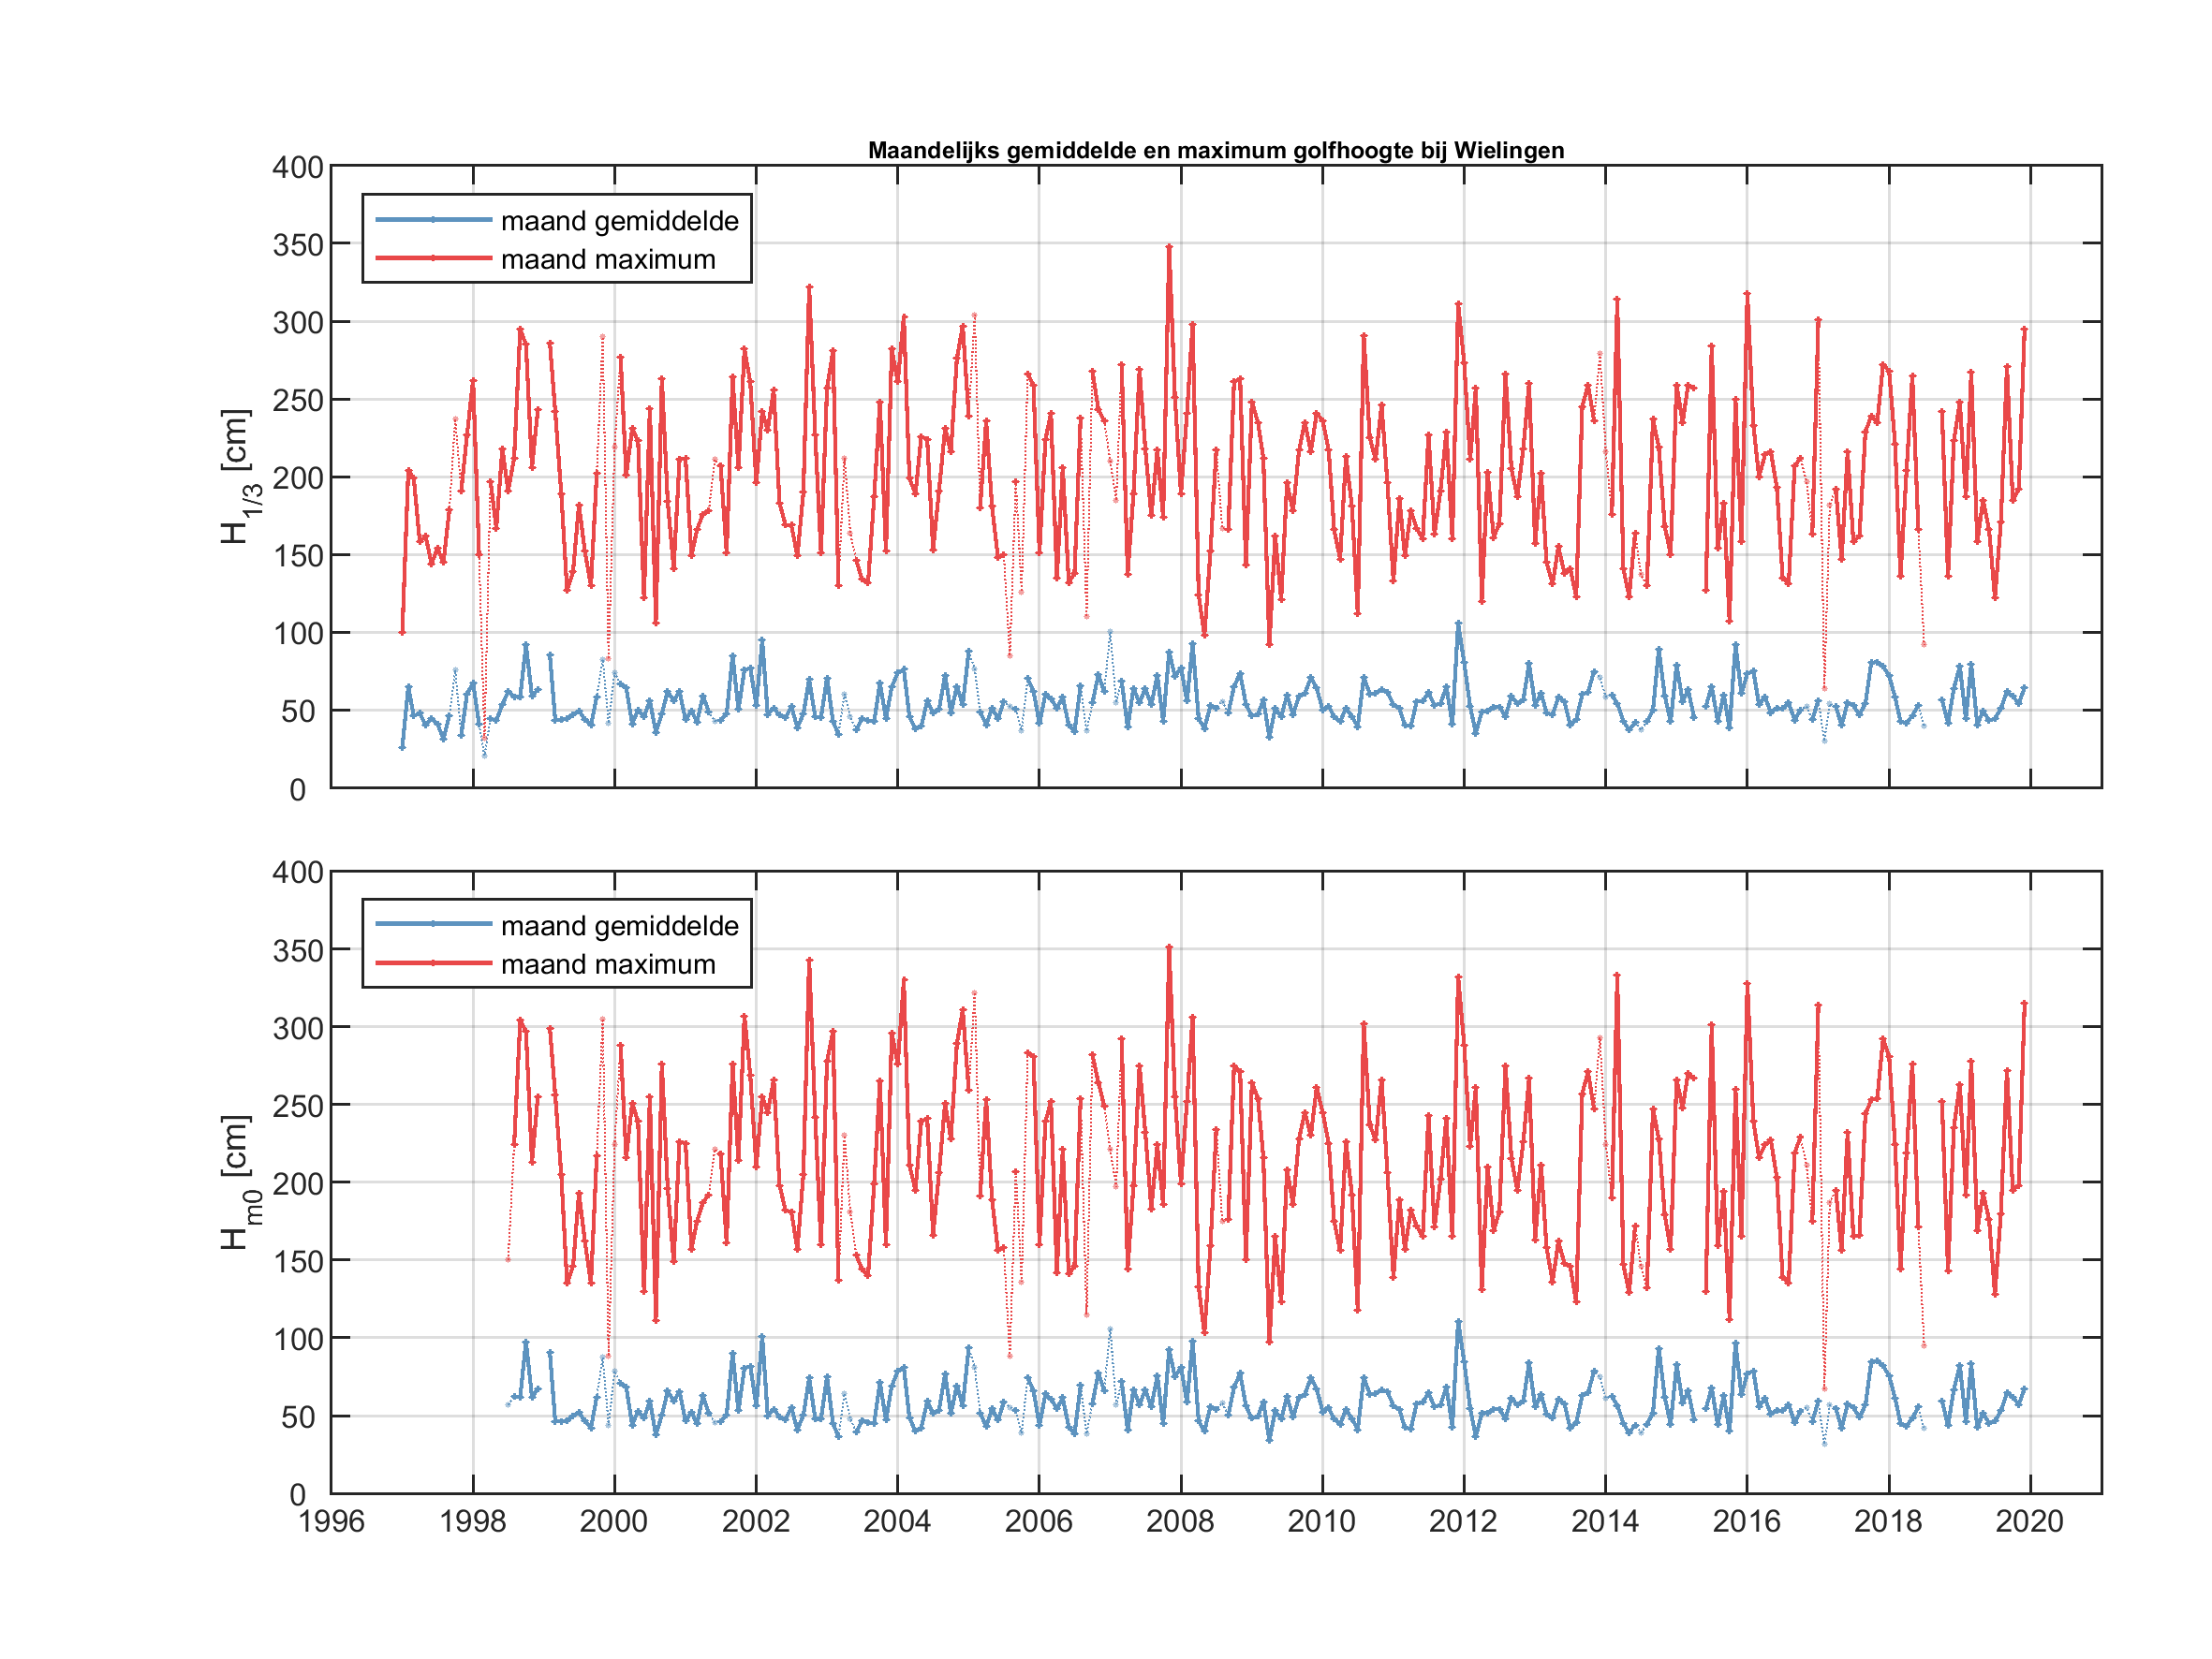 Maandelijks gemiddelde en maximum golfhoogte bij Wielingen
400
350
300
250
200
150
100
50
0
H1/3 [cm]
maand gemiddelde
maand maximum
400
350
300
250
200
150
100
50
0
Hm0 [cm]
maand gemiddelde
maand maximum
1996 1998 2000 2002 2004 2006 2008 2010 2012 2014 2016 2018 2020